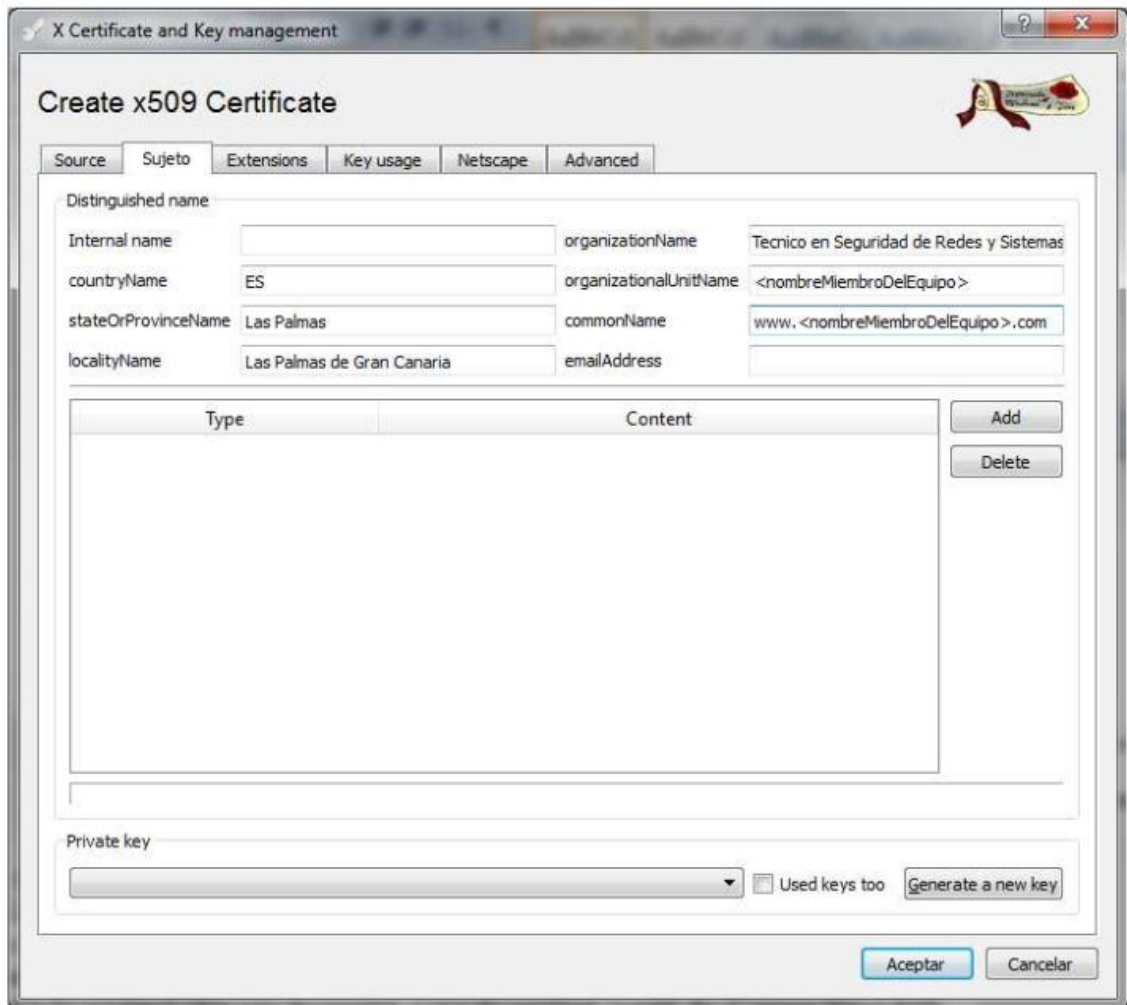 X Certificate and Key management
Create x509 Certificate
Source Sujeto Extensions Key usage Netscape Advanced
Distinguished name
Internal name
organizationName Tecnico en Seguridad de Redes y Sistemas
countryName ES
organizationalUnitName <nombreMiembroDelEquipo>
stateOrProvinceName Las Palmas
commonName www.<nombreMiembroDelEquipo>.com
localityName Las Palmas de Gran Canaria
emailAddress
Type Content
Add
Delete
Private key
Used keys too
Generate a new key
Aceptar Cancelar